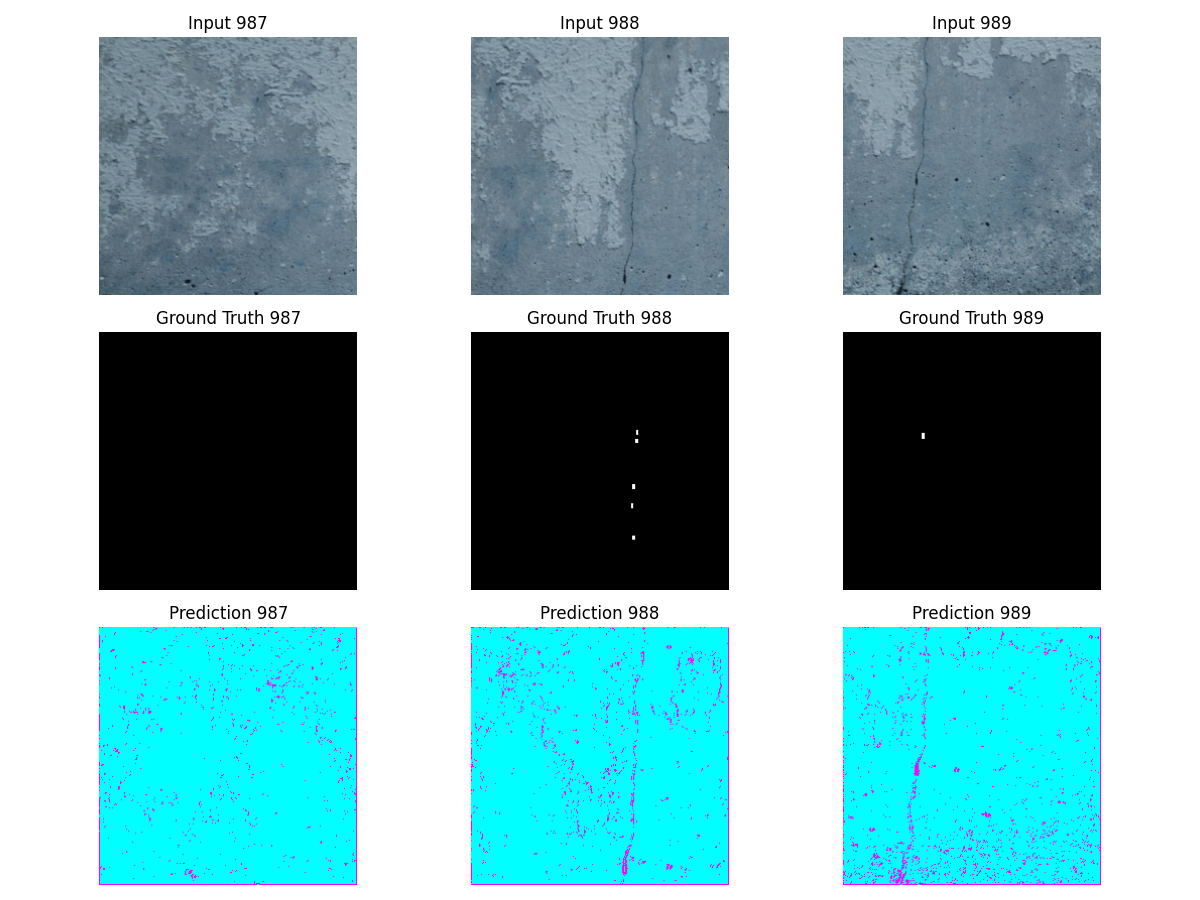 Input 987
Input 988
Input 989
Ground Truth 987
Ground Truth 988
Ground Truth 989
Prediction 987
Prediction 988
Prediction 989